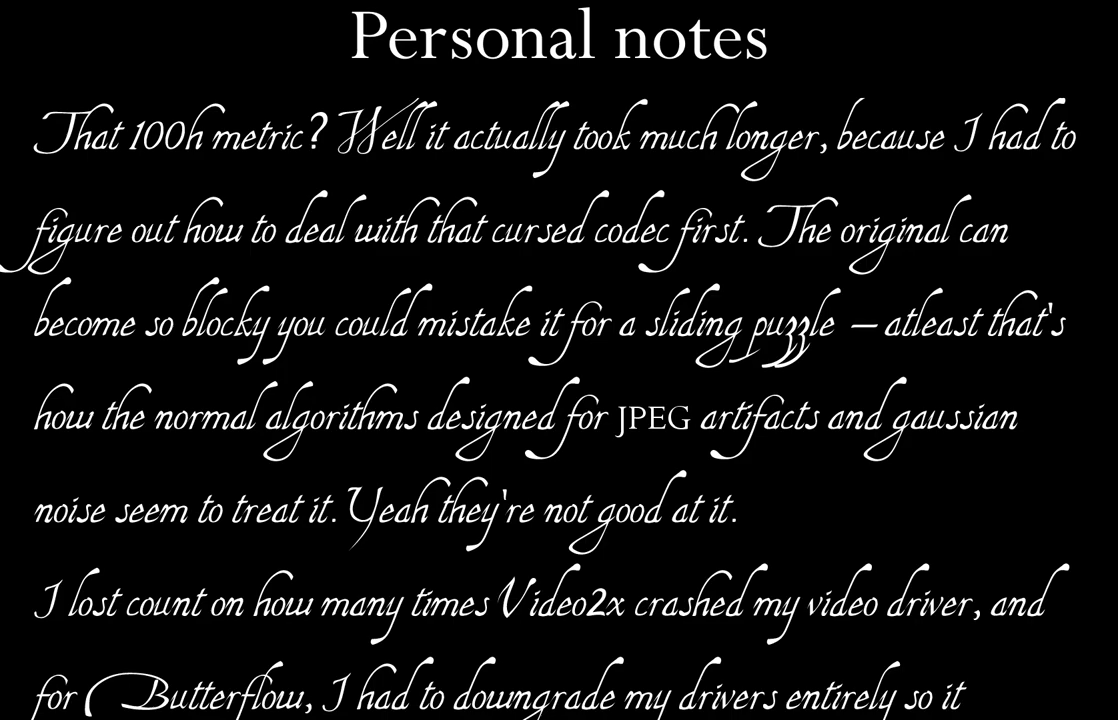 Personal notes
That 100h metric? Well it actually took much longer, because I had to
figure out how to deal with that cursed codec first. The original can
become so blocky you could mistake it for a sliding puzzle – atleast that's
how the normal algorithms designed for JPEG artifacts and gaussian
noise seem to treat it. Yeah they're not good at it.
I lost count on how many times Video2x crashed my video driver, and
for Butterflow, I had to downgrade my drivers entirely so it